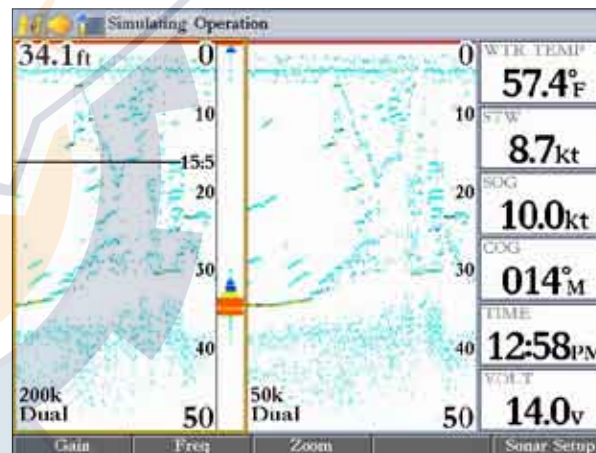 Simulating Operation
34.1ft
0
10
15.5
20
30
40
50
200k
Dual
0
10
20
30
40
50
50k
Dual
WTR TEMP
57.4°F
STW
8.7kt
SOG
10.0kt
COG
014°M
TIME
12:58PM
VOLT
14.0v
Gain
Freq
Zoom
Sonar Setup